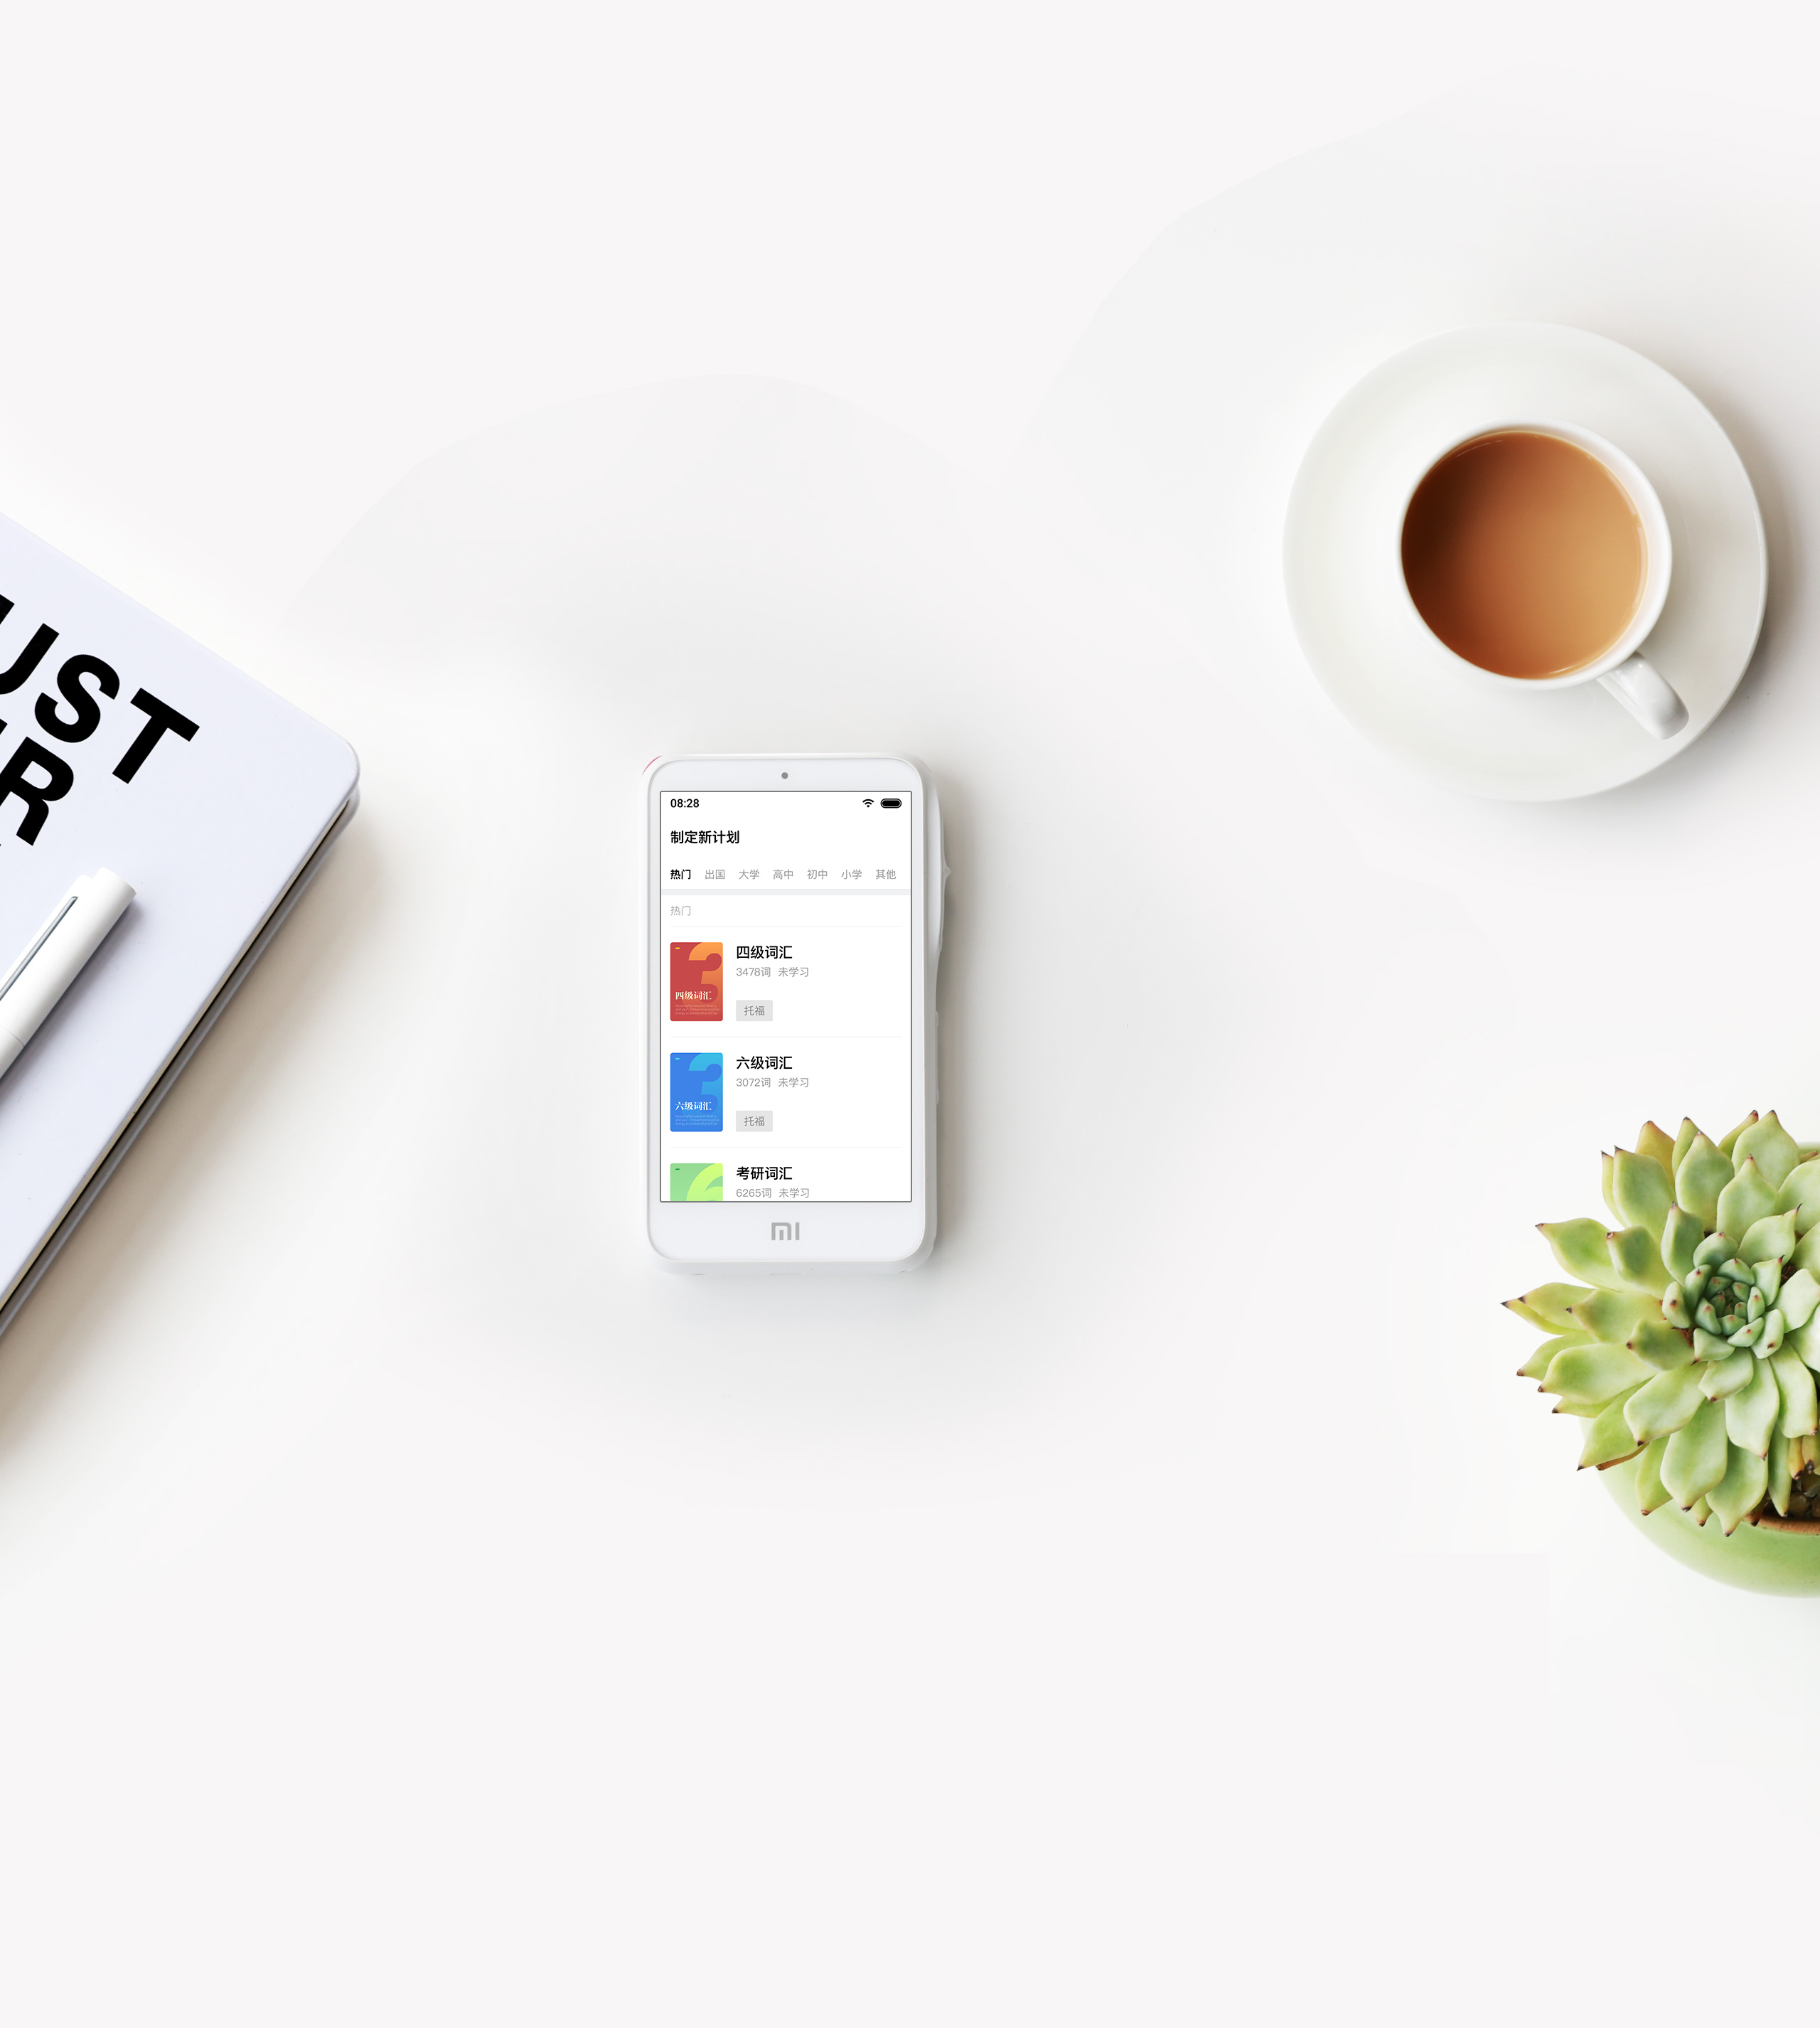 UST
R
08:28
制定新计划
热门 出国 大学 高中 初中 小学 其他
热门
四级词汇
3478词 未学习
四级词汇
托福
六级词汇
3072词 未学习
六级词汇
托福
考研词汇
6265词 未学习
mi